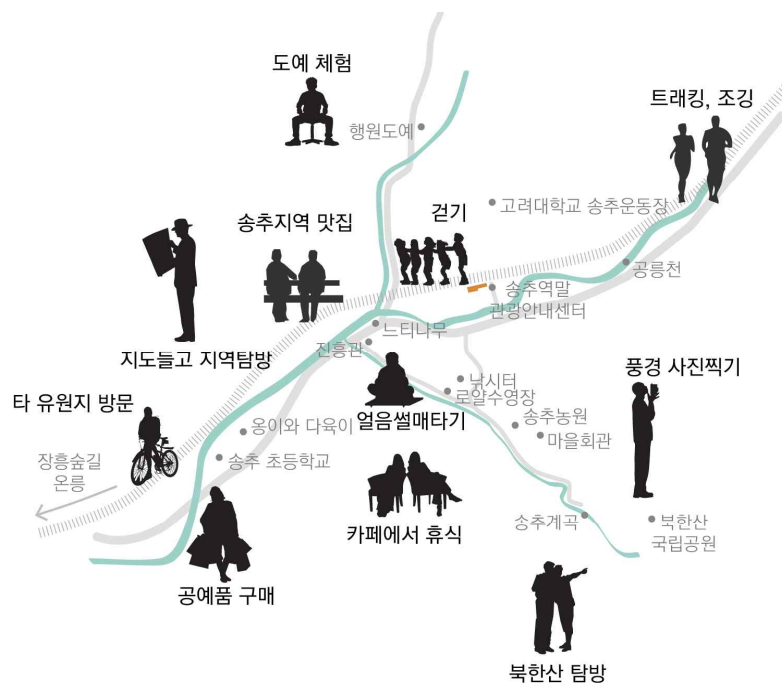 도예 체험
트래킹, 조깅
행원도예
고려대학교 송추운동장
송추지역 맛집
걷기
공릉천
송추역말
관광안내센터
느티나무
진흥관
지도들고 지역탐방
풍경 사진찍기
낚시터
로얄수영장
타 유원지 방문
얼음썰매타기
옹이와 다육이
송추농원
마을회관
장흥숲길
온릉
송추 초등학교
송추계곡
북한산
국립공원
카페에서 휴식
공예품 구매
북한산 탐방